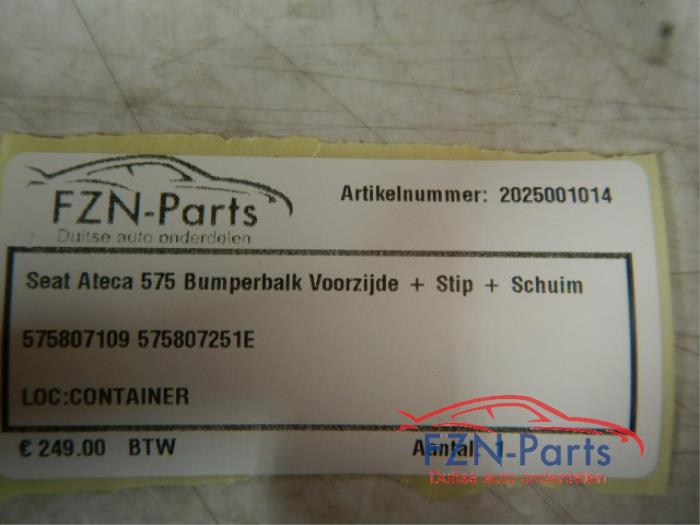 FZN-Parts
Duitse auto onderdelen
Artikelnummer: 2025001014
Seat Ateca 575 Bumperbalk Voorzijde + Stip + Schuim
575807109 575807251E
LOC:CONTAINER
€ 249.00 BTW
Aantal 1
FZN-Parts
Duitse auto onderdelen